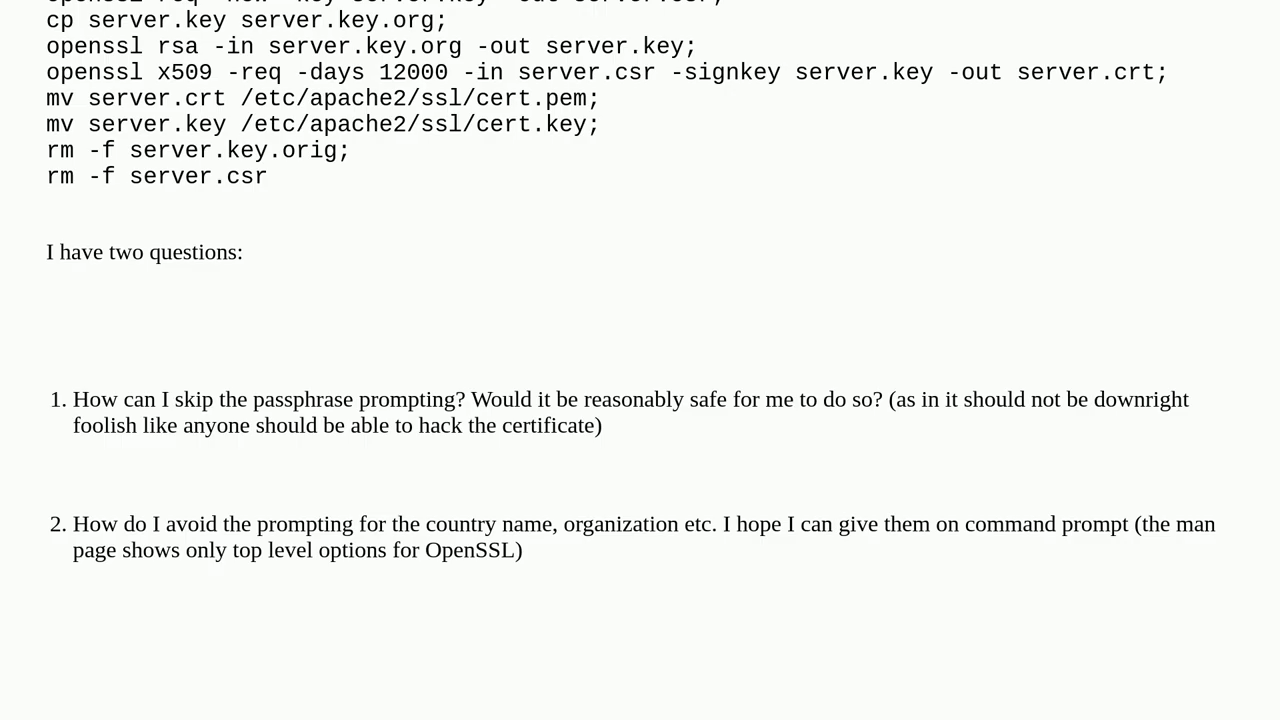 cp server.key server.key.org;
openssl rsa -in server.key.org -out server.key;
openssl x509 -req -days 12000 -in server.csr -signkey server.key -out server.crt;
mv server.crt /etc/apache2/ssl/cert.pem;
mv server.key /etc/apache2/ssl/cert.key;
rm -f server.key.orig;
rm -f server.csr
I have two questions:
1. How can I skip the passphrase prompting? Would it be reasonably safe for me to do so? (as in it should not be downright
foolish like anyone should be able to hack the certificate)
2. How do I avoid the prompting for the country name, organization etc. I hope I can give them on command prompt (the man
page shows only top level options for OpenSSL)